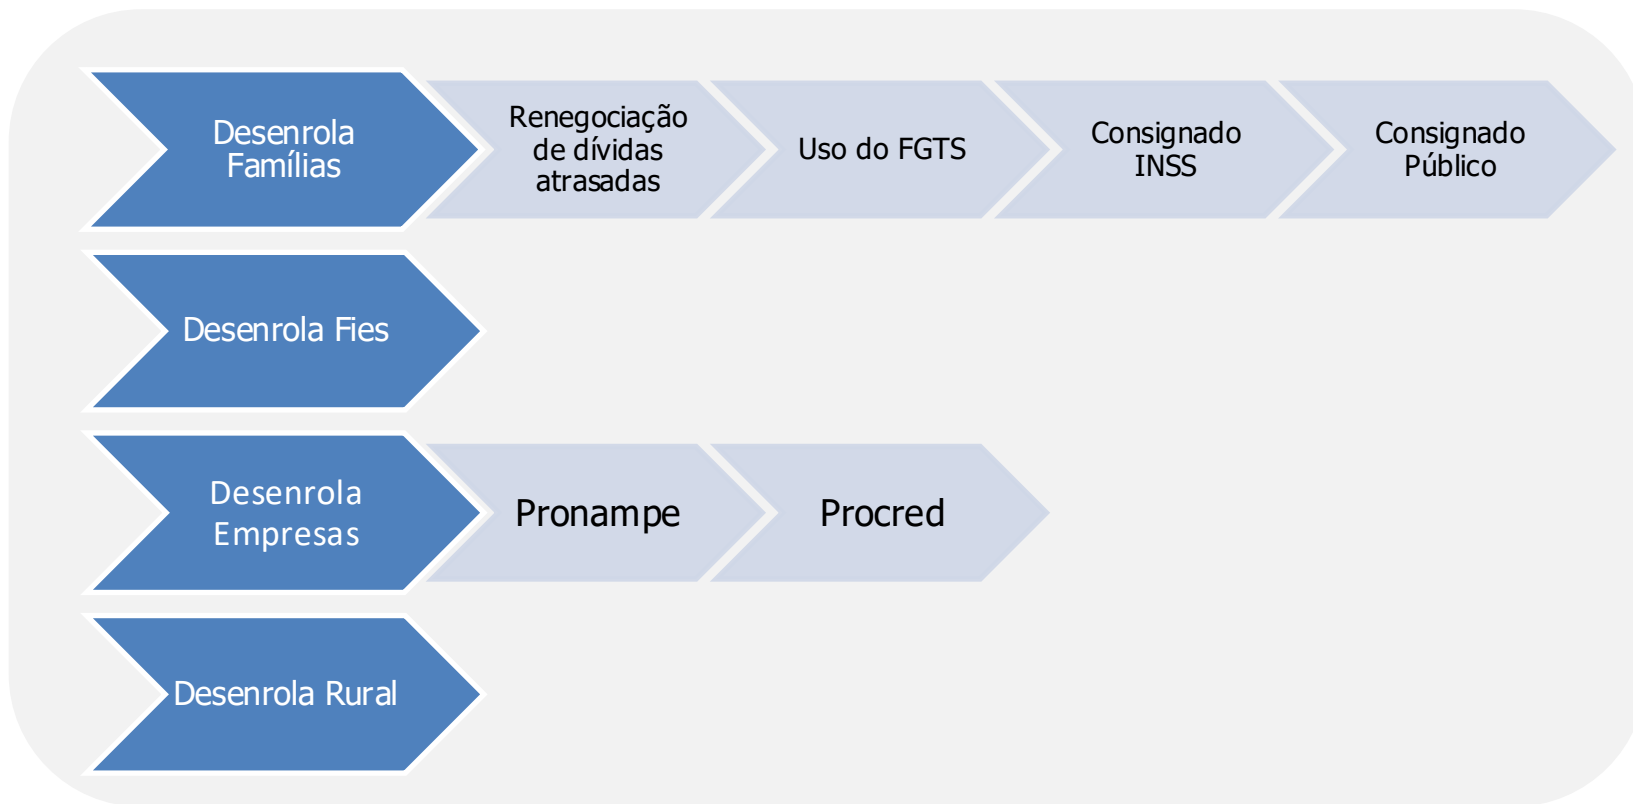 Desenrola
Famílias
Renegociação
de dívidas
atrasadas
Uso do FGTS
Consignado
INSS
Consignado
Público
Desenrola Fies
Desenrola
Empresas
Pronampe
Procred
Desenrola Rural